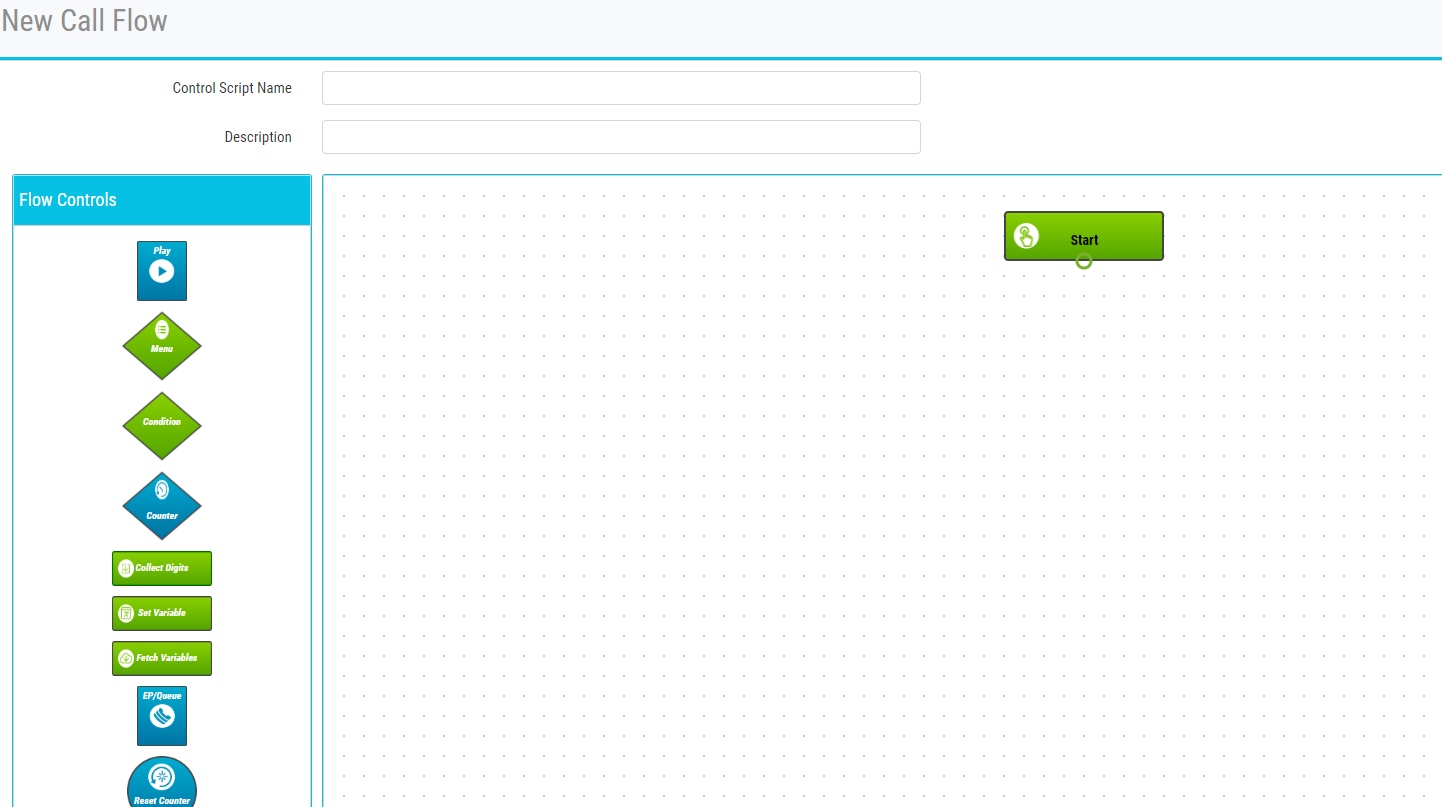 New Call Flow
Control Script Name
Description
Flow Controls
Play
Menu
Condition
Counter
Collect Digits
Set Variable
Fetch Variables
EP/Queue
Reset Counter
Start